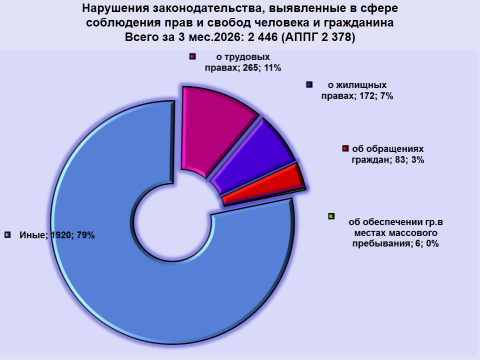 Нарушения законодательства, выявленные в сфере
соблюдения прав и свобод человека и гражданина
Всего за 3 мес.2026: 2 446 (АППГ 2 378)
о трудовых
правах; 265; 11%
о жилищных
правах; 172; 7%
об обращениях
граждан; 83; 3%
об обеспечении гр.в
местах массового
пребывания; 6; 0%
Иные; 1920; 79%